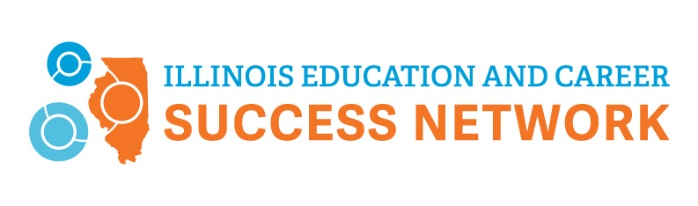 ILLINOIS EDUCATION AND CAREER
SUCCESS NETWORK